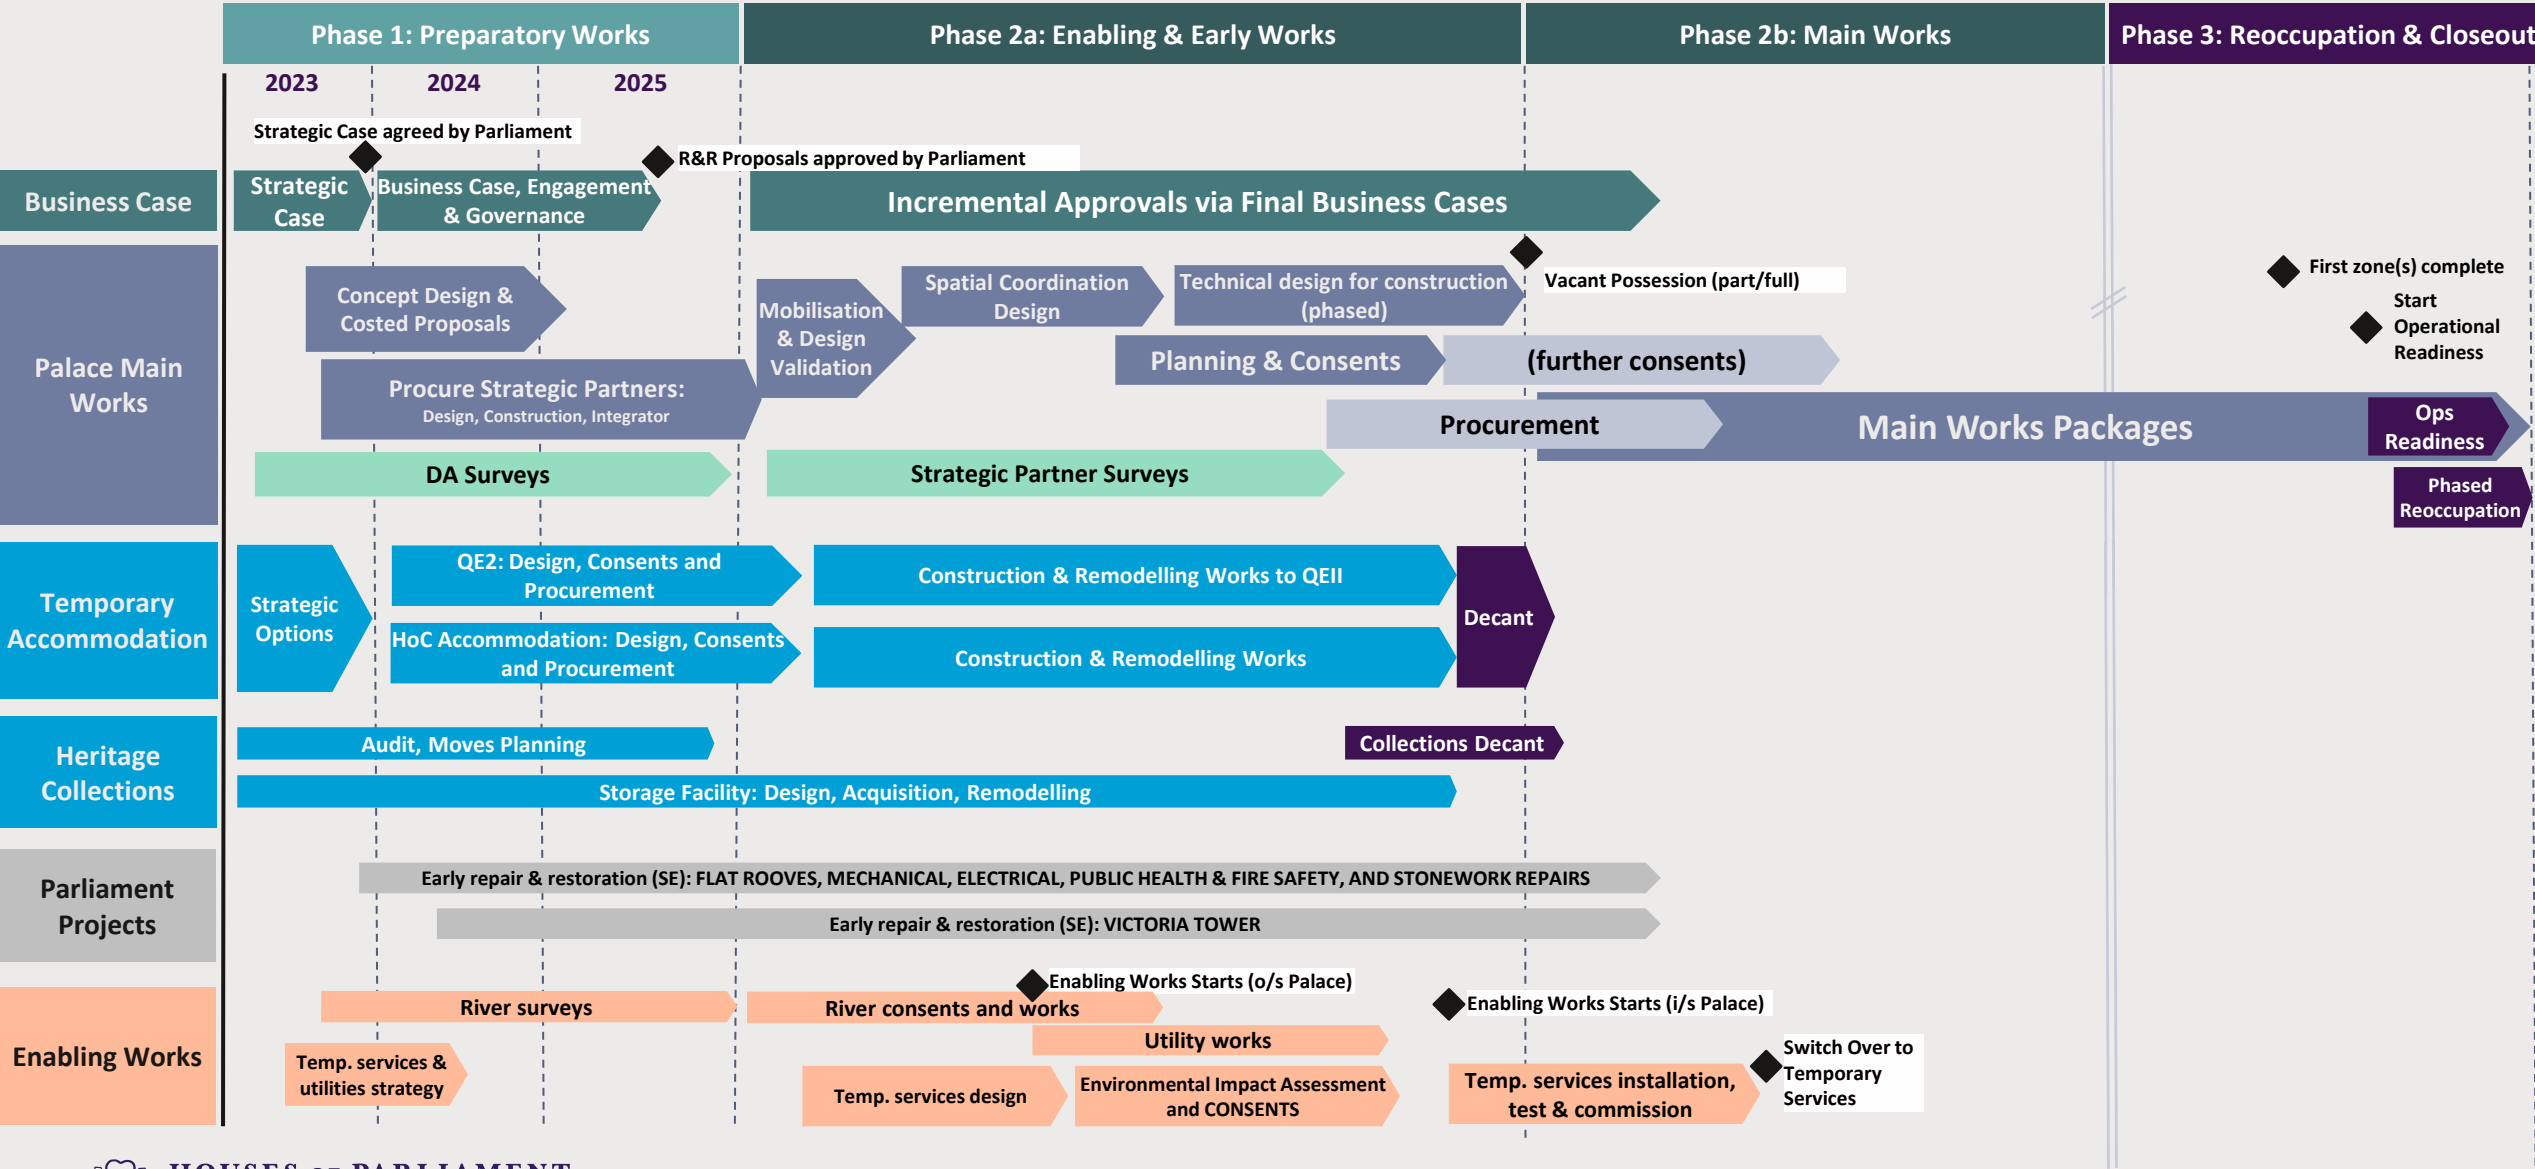 Phase 1: Preparatory Works
Phase 2a: Enabling & Early Works
Phase 2b: Main Works
Phase 3: Reoccupation & Closeout
2023
2024
2025
Strategic Case agreed by Parliament
R&R Proposals approved by Parliament
Business Case
Strategic
Case
Business Case, Engagement
& Governance
Incremental Approvals via Final Business Cases
Palace Main
Works
Concept Design &
Costed Proposals
Procure Strategic Partners:
Design, Construction, Integrator
DA Surveys
Mobilisation
& Design
Validation
Spatial Coordination
Design
Technical design for construction
(phased)
Vacant Possession (part/full)
Planning & Consents
(further consents)
Procurement
Main Works Packages
Strategic Partner Surveys
First zone(s) complete
Start
Operational
Readiness
Ops
Readiness
Phased
Reoccupation
Temporary
Accommodation
Strategic
Options
QE2: Design, Consents and
Procurement
HoC Accommodation: Design, Consents
and Procurement
Construction & Remodelling Works to QEII
Construction & Remodelling Works
Decant
Heritage
Collections
Audit, Moves Planning
Collections Decant
Storage Facility: Design, Acquisition, Remodelling
Parliament
Projects
Early repair & restoration (SE): FLAT ROOVES, MECHANICAL, ELECTRICAL, PUBLIC HEALTH & FIRE SAFETY, AND STONEWORK REPAIRS
Early repair & restoration (SE): VICTORIA TOWER
Enabling Works
River surveys
Temp. services &
utilities strategy
Enabling Works Starts (o/s Palace)
River consents and works
Utility works
Temp. services design
Environmental Impact Assessment
and CONSENTS
Enabling Works Starts (i/s Palace)
Temp. services installation,
test & commission
Switch Over to
Temporary
Services
HOUSES OF PARLIAMENT